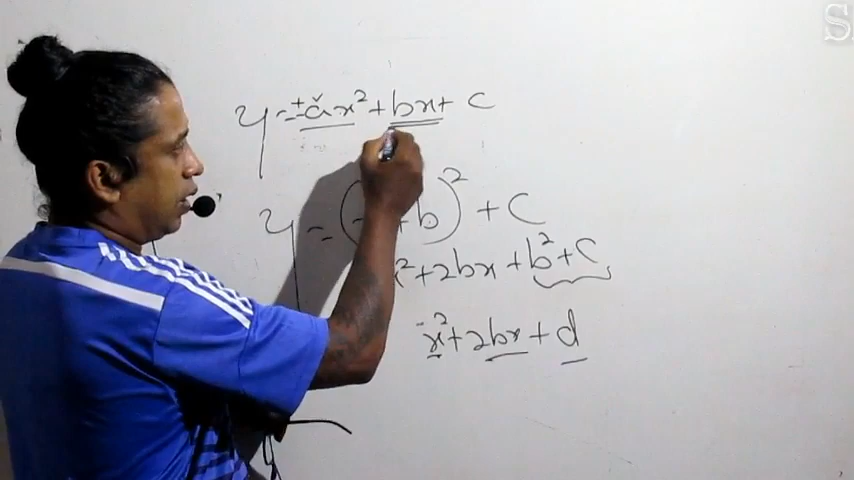 y = ±ax² + bx + c
y = ( + b)² + C
x² + 2bx + b² + C
x² + 2bx + d
S